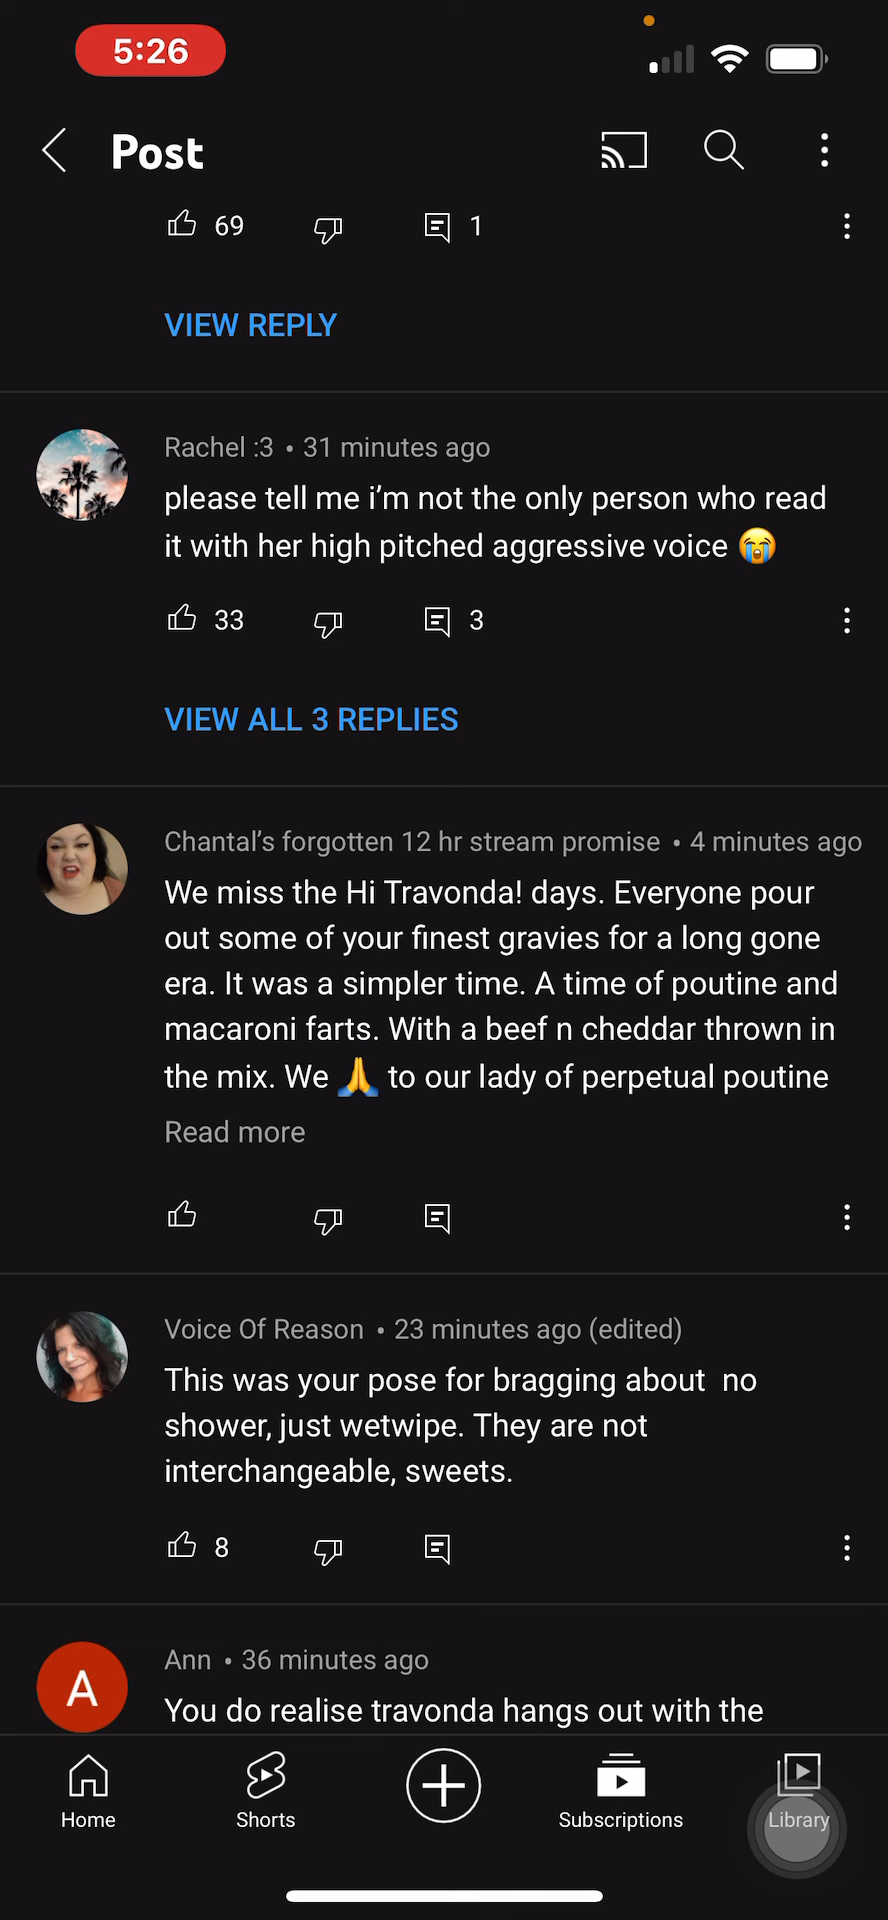 5:26
Post
69
1
VIEW REPLY
Rachel :3 • 31 minutes ago
please tell me i’m not the only person who read
it with her high pitched aggressive voice 😭
33
3
VIEW ALL 3 REPLIES
Chantal’s forgotten 12 hr stream promise • 4 minutes ago
We miss the Hi Travonda! days. Everyone pour
out some of your finest gravies for a long gone
era. It was a simpler time. A time of poutine and
macaroni farts. With a beef n cheddar thrown in
the mix. We 🙏 to our lady of perpetual poutine
Read more
Voice Of Reason • 23 minutes ago (edited)
This was your pose for bragging about  no
shower, just wetwipe. They are not
interchangeable, sweets.
8
A
Ann • 36 minutes ago
You do realise travonda hangs out with the
Home
Shorts
Subscriptions
Library